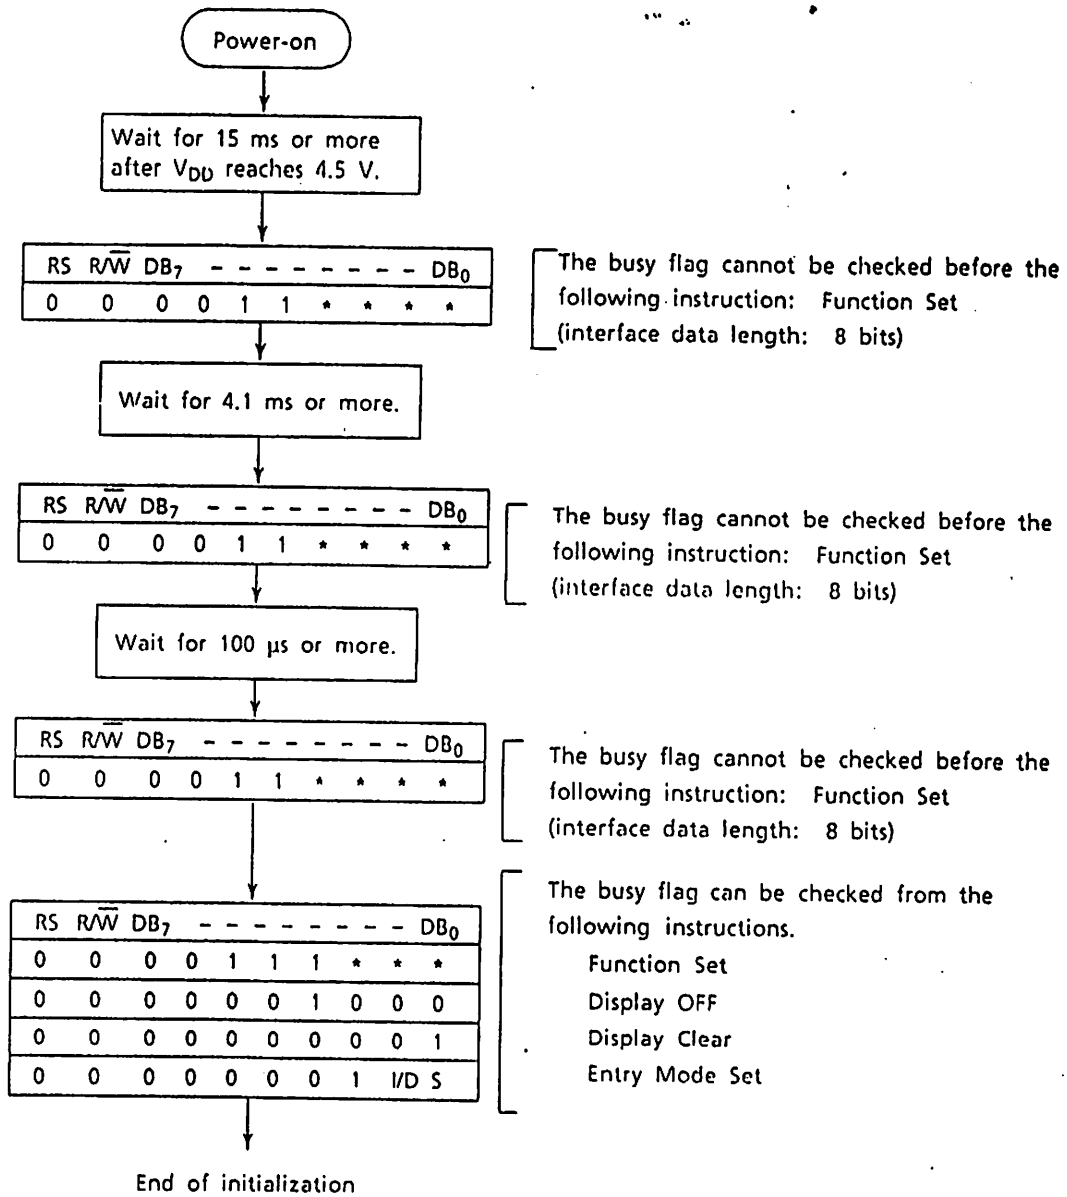 Power-on
Wait for 15 ms or more
after VDD reaches 4.5 V.
RS R/W̅ DB7 - - - - - - - - DB0
0 0 0 0 1 1 * * * *
The busy flag cannot be checked before the
following instruction: Function Set
(interface data length: 8 bits)
Wait for 4.1 ms or more.
RS R/W̅ DB7 - - - - - - - - DB0
0 0 0 0 1 1 * * * *
The busy flag cannot be checked before the
following instruction: Function Set
(interface data length: 8 bits)
Wait for 100 µs or more.
RS R/W̅ DB7 - - - - - - - - DB0
0 0 0 0 1 1 * * * *
The busy flag cannot be checked before the
following instruction: Function Set
(interface data length: 8 bits)
RS R/W̅ DB7 - - - - - - - - DB0
0 0 0 0 1 1 1 * * *
0 0 0 0 0 0 1 0 0 0
0 0 0 0 0 0 0 0 0 1
0 0 0 0 0 0 0 1 I/D S
The busy flag can be checked from the
following instructions.
Function Set
Display OFF
Display Clear
Entry Mode Set
End of initialization